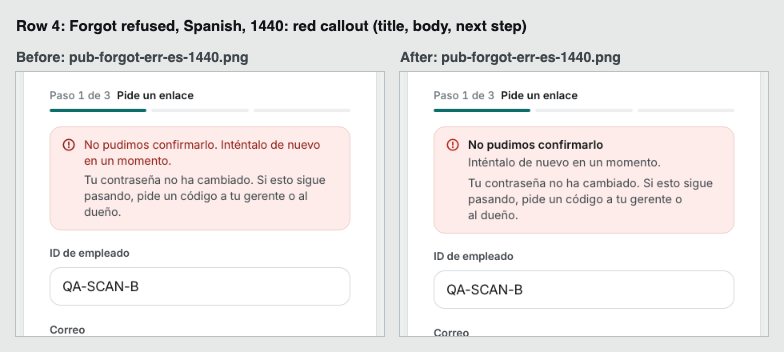 Row 4: Forgot refused, Spanish, 1440: red callout (title, body, next step)
Before: pub-forgot-err-es-1440.png
Paso 1 de 3 Pide un enlace
No pudimos confirmarlo. Inténtalo de nuevo
en un momento.
Tu contraseña no ha cambiado. Si esto sigue
pasando, pide un código a tu gerente o al
dueño.
ID de empleado
QA-SCAN-B
Correo
After: pub-forgot-err-es-1440.png
Paso 1 de 3 Pide un enlace
No pudimos confirmarlo
Inténtalo de nuevo en un momento.
Tu contraseña no ha cambiado. Si esto sigue
pasando, pide un código a tu gerente o
al dueño.
ID de empleado
QA-SCAN-B
Correo